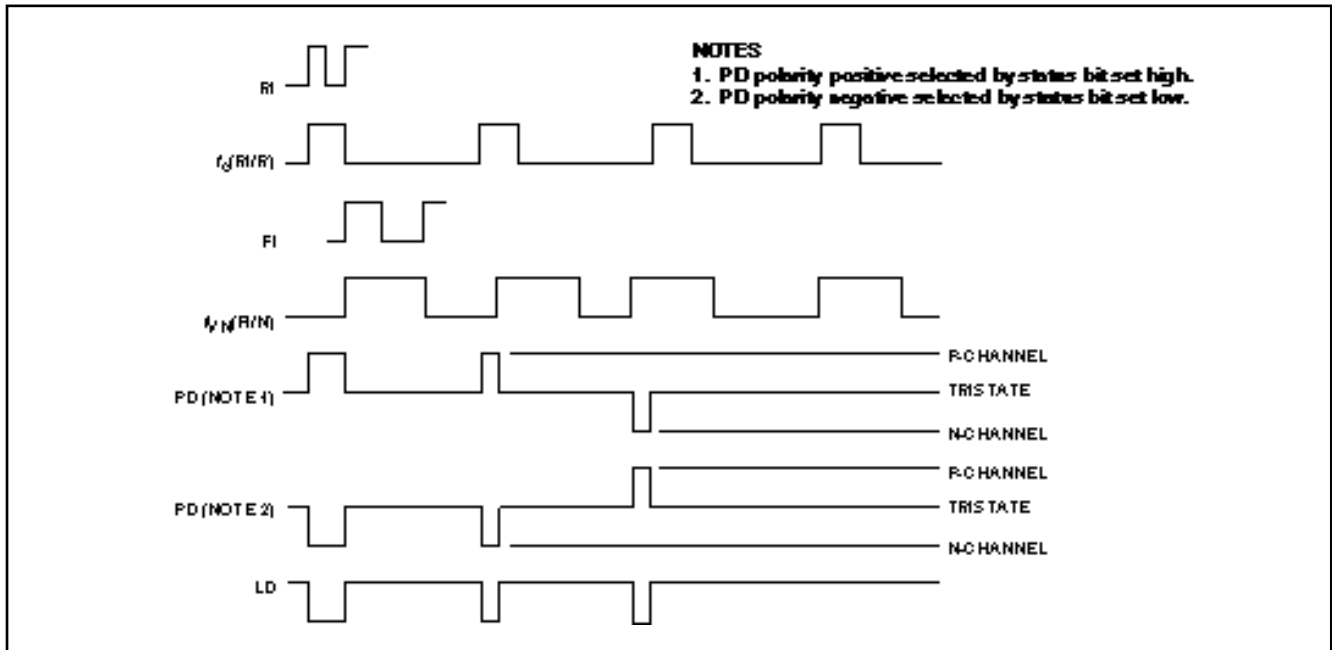 NOTES
1. PD polarity positive selected by status bit set high.
2. PD polarity negative selected by status bit set low.
RI
(RI/R)
FI
(FI/N)
PD (NOTE 1)
P-CHANNEL
TRISTATE
N-CHANNEL
PD (NOTE 2)
P-CHANNEL
TRISTATE
N-CHANNEL
LD